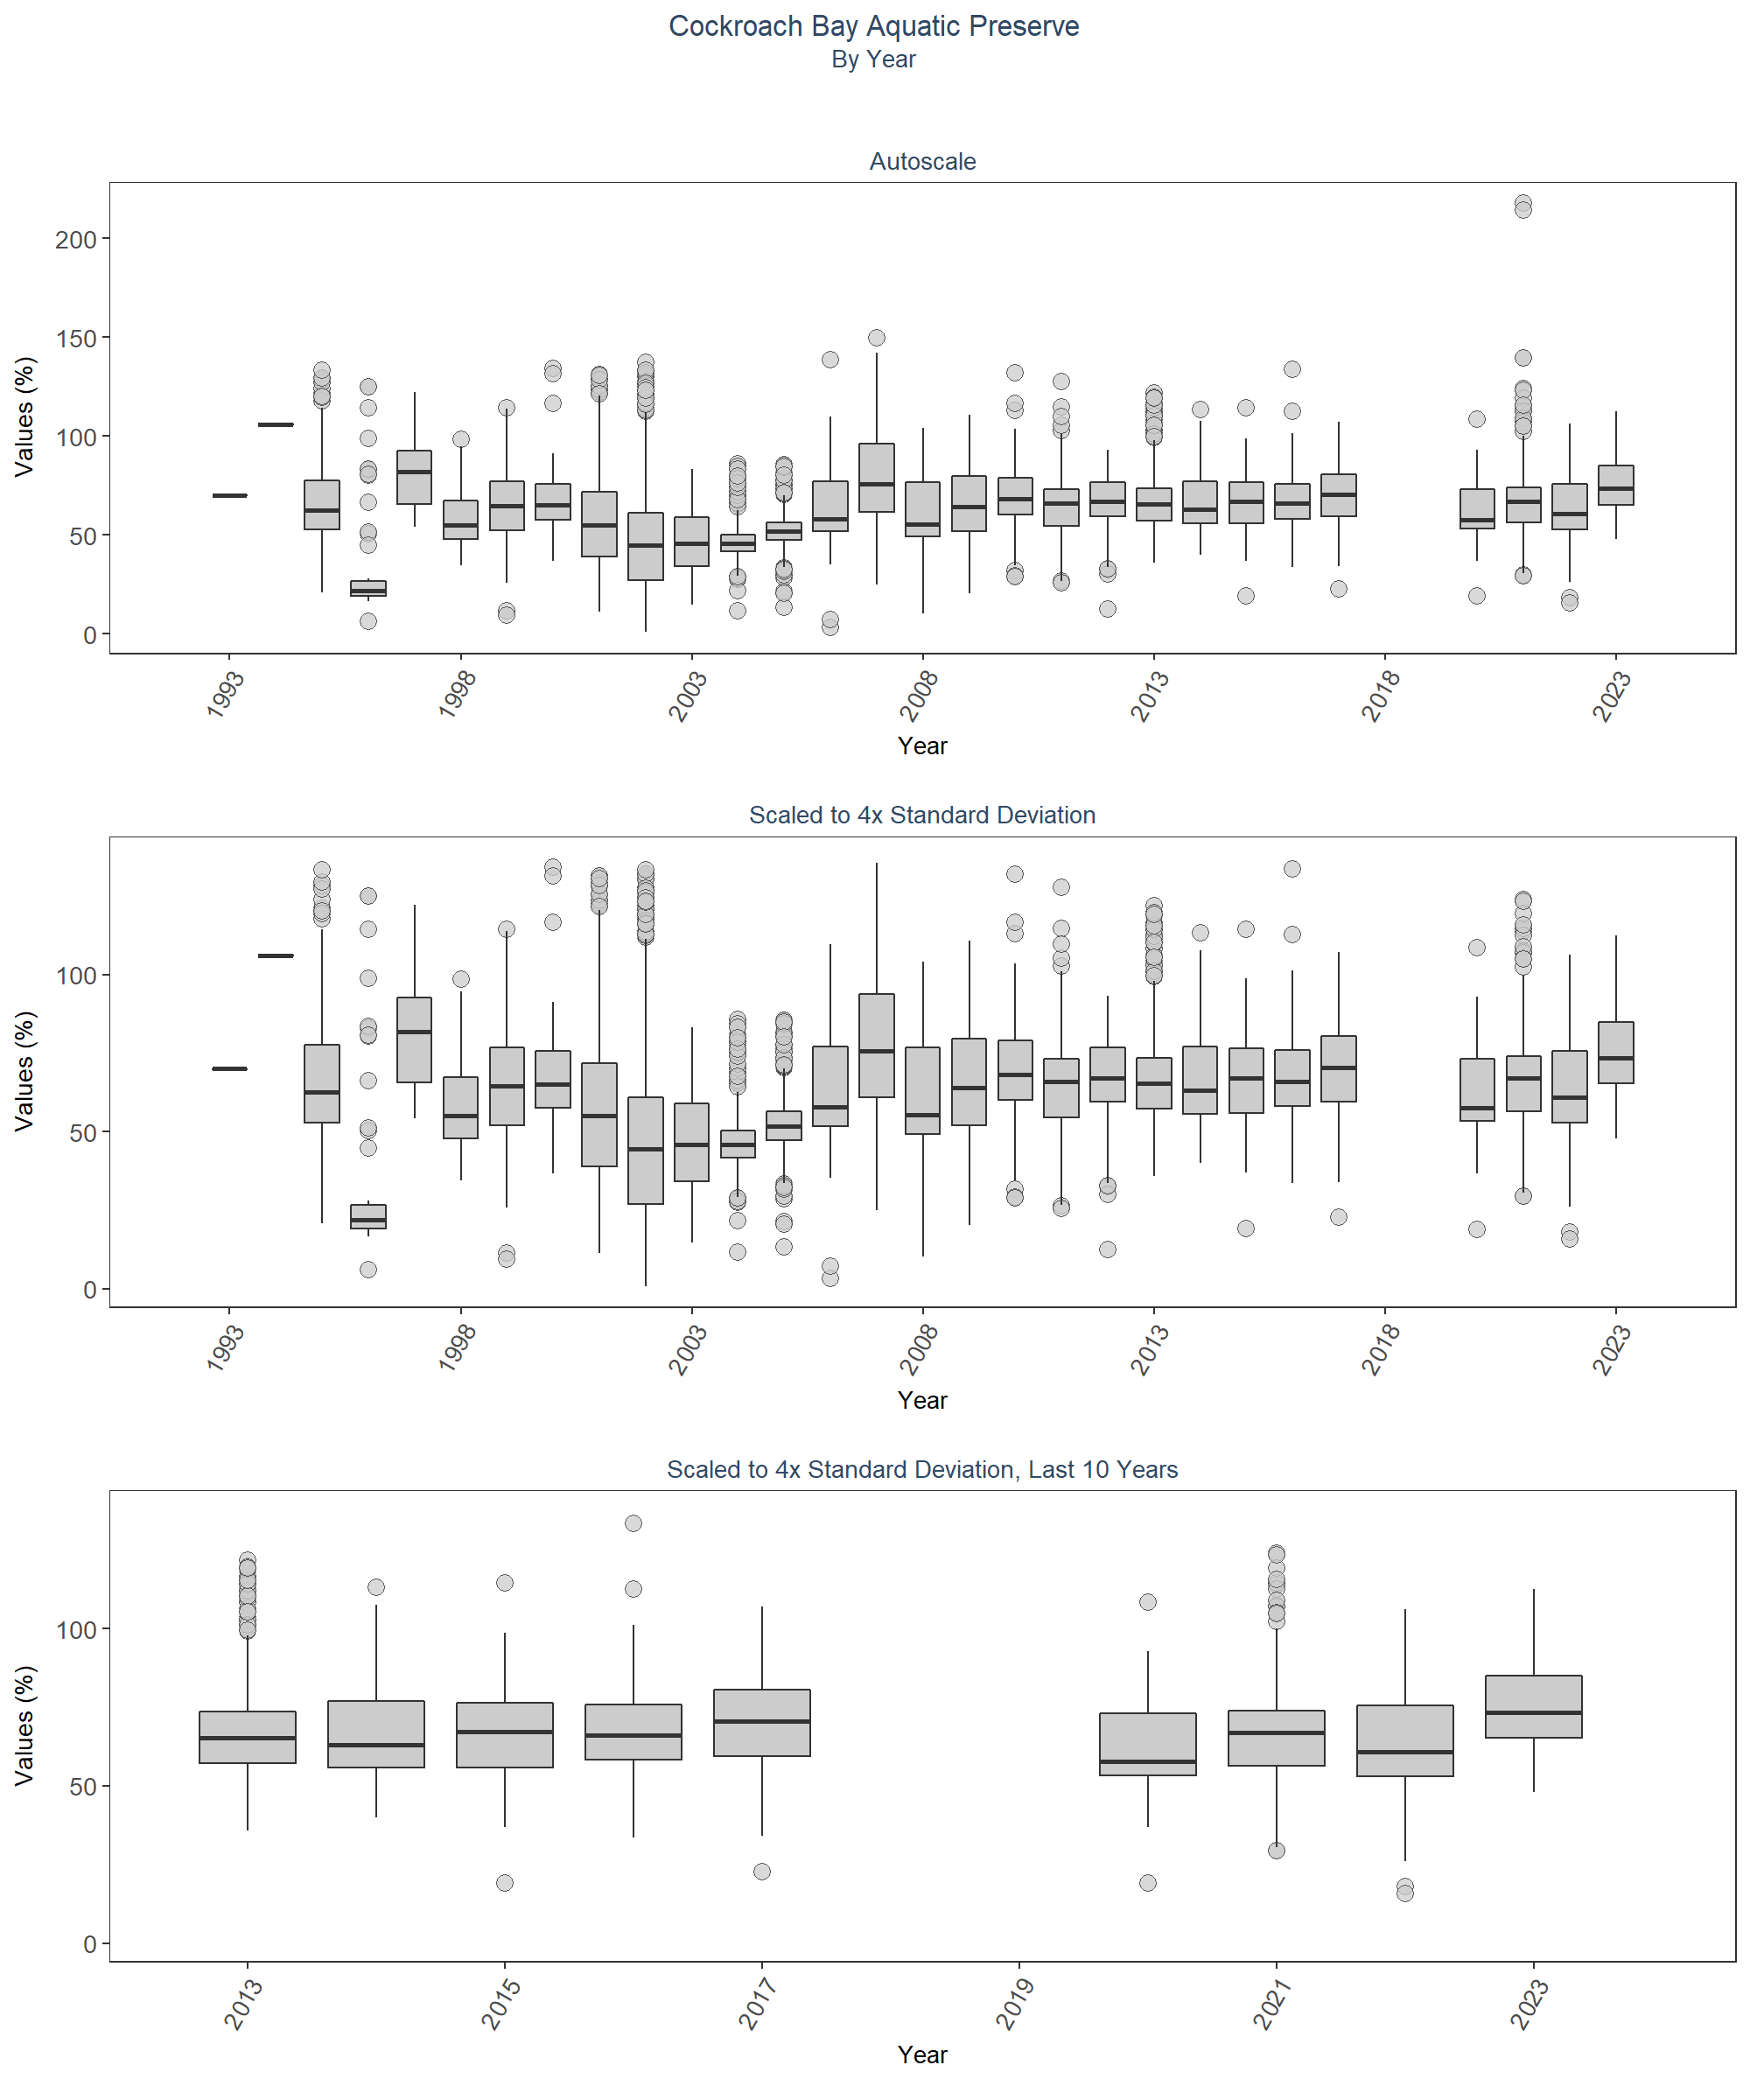 Cockroach Bay Aquatic Preserve
By Year
Autoscale
Values (%)
200
150
100
50
0
1993
1998
2003
2008
2013
2018
2023
Year
Scaled to 4x Standard Deviation
Values (%)
100
50
0
1993
1998
2003
2008
2013
2018
2023
Year
Scaled to 4x Standard Deviation, Last 10 Years
Values (%)
100
50
0
2013
2015
2017
2019
2021
2023
Year